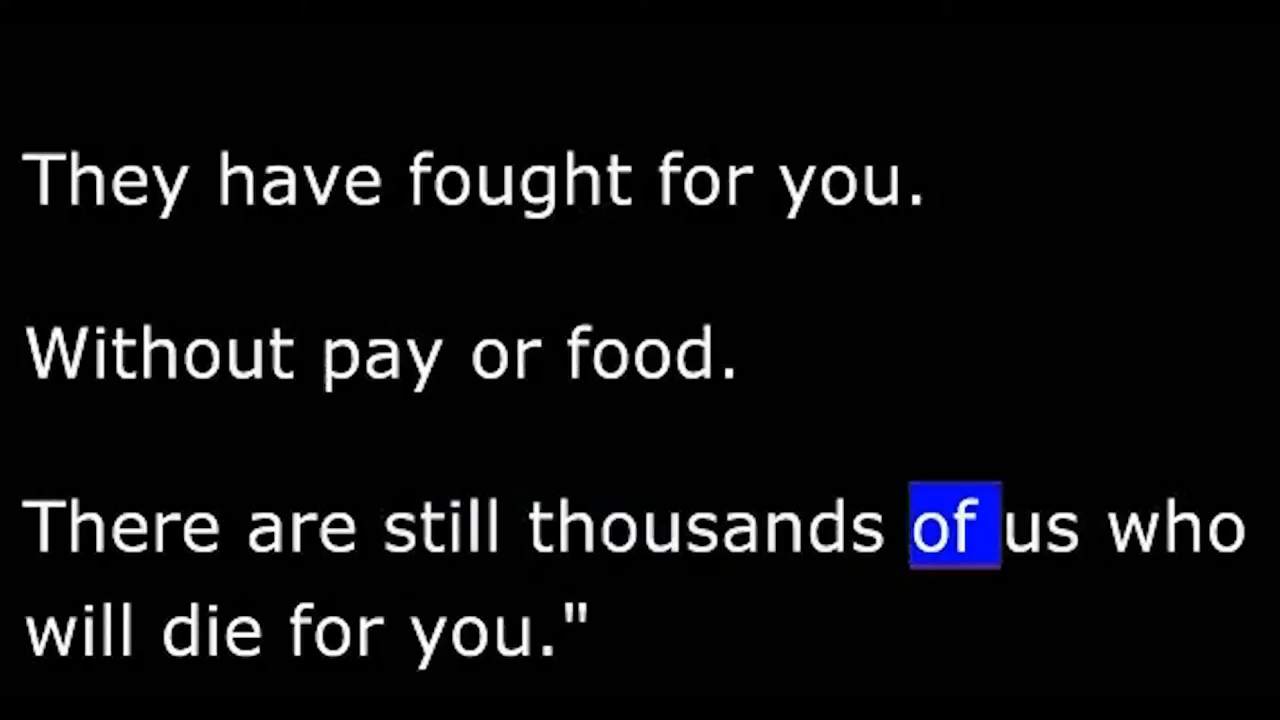 They have fought for you.
Without pay or food.
There are still thousands of us who
will die for you."